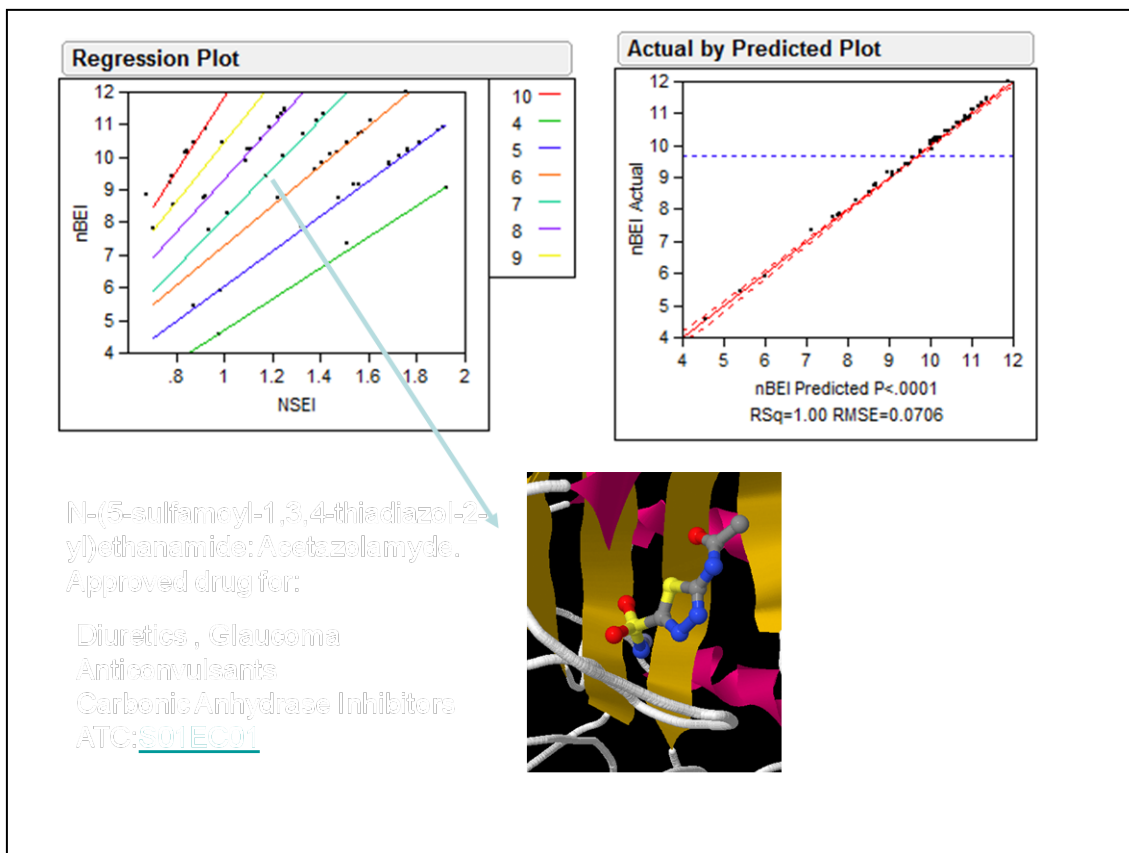 Regression Plot
12
11
10
9
8
7
6
5
4
nBEI
.8 1 1.2 1.4 1.6 1.8 2
NSEI
10
4
5
6
7
8
9
Actual by Predicted Plot
12
11
10
9
8
7
6
5
4
nBEI Actual
4 5 6 7 8 9 10 11 12
nBEI Predicted P<.0001
RSq=1.00 RMSE=0.0706
N-(5-sulfamoyl-1,3,4-thiadiazol-2-
yl)ethanamide: Acetazolamyde.
Approved drug for:
Diuretics , Glaucoma
Anticonvulsants
Carbonic Anhydrase Inhibitors
ATC:S01EC01